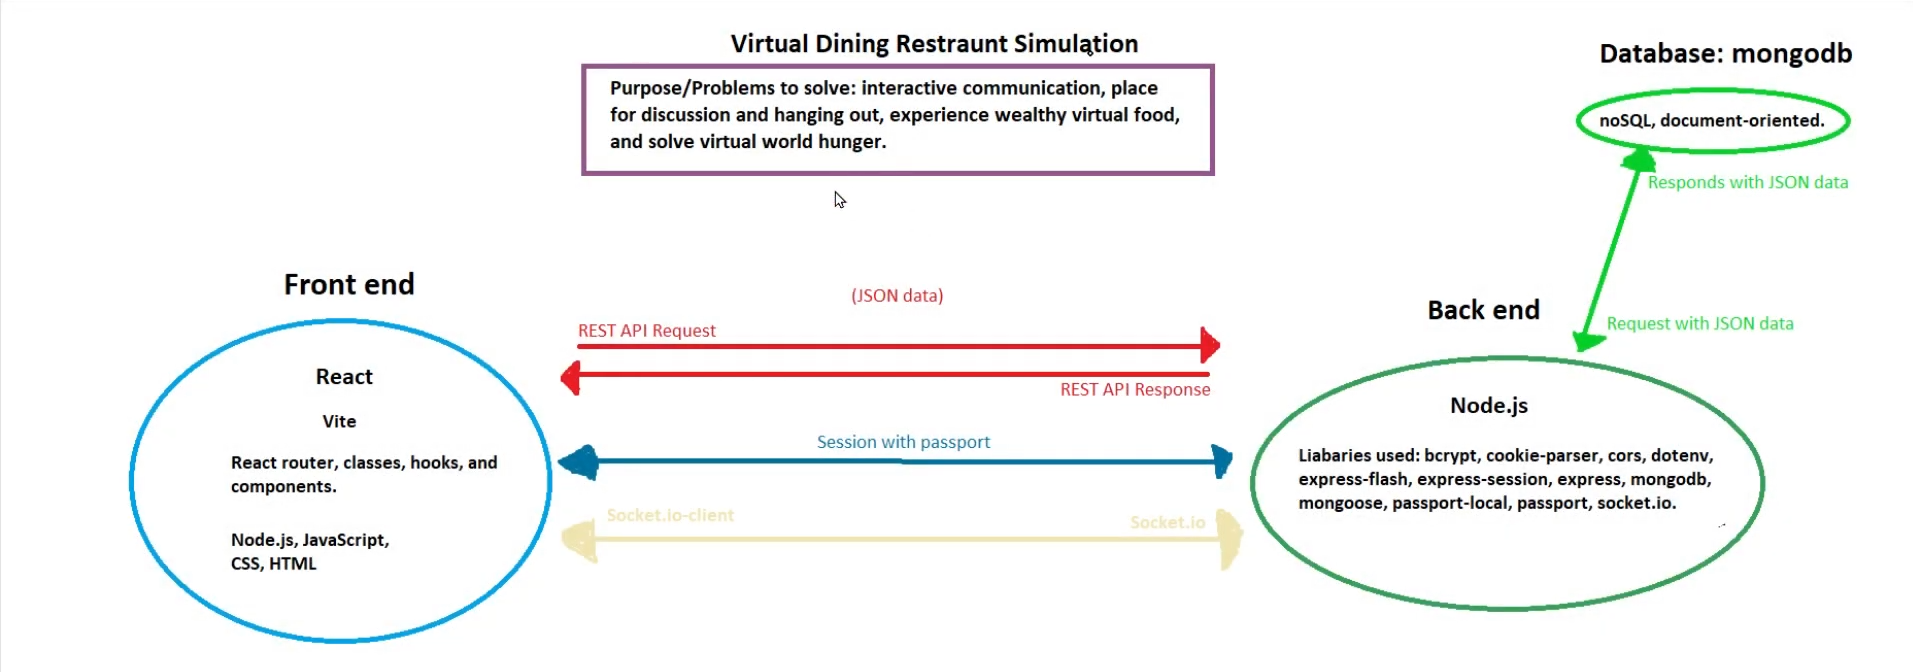 Virtual Dining Restraunt Simulation
Purpose/Problems to solve: interactive communication, place
for discussion and hanging out, experience wealthy virtual food,
and solve virtual world hunger.
Database: mongodb
noSQL, document-oriented.
Responds with JSON data
Request with JSON data
Front end
React
Vite
React router, classes, hooks, and
components.
Node.js, JavaScript,
CSS, HTML
(JSON data)
REST API Request
REST API Response
Session with passport
Socket.io-client
Socket.io
Back end
Node.js
Liabaries used: bcrypt, cookie-parser, cors, dotenv,
express-flash, express-session, express, mongodb,
mongoose, passport-local, passport, socket.io.